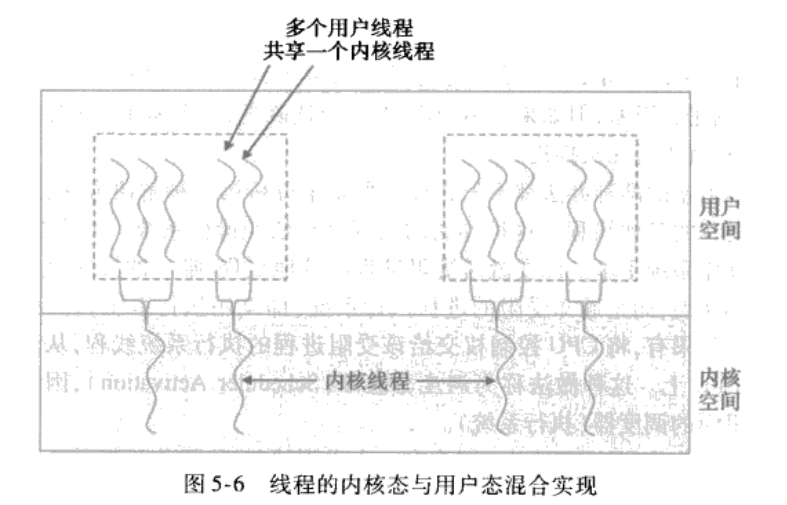 多个用户线程
共享一个内核线程
用户
空间
内核线程
内核
空间
图 5-6 线程的内核态与用户态混合实现